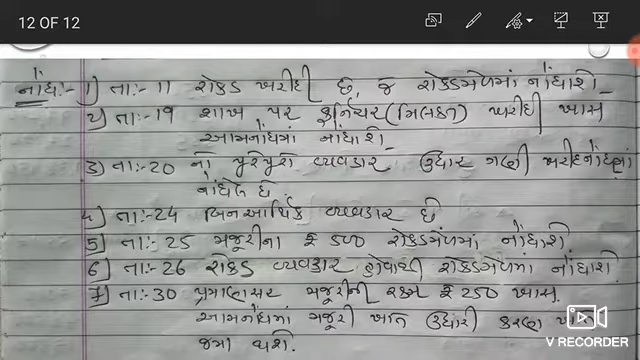 12 OF 12
નોંધ:- 1) તા:- 11 રોકડ ખરીદી છે, જે રોકડમેળમાં નોંધાશે.
2) તા:-19 શાખ પર ફર્નિચર (મિલકત) ખરીદી ખાસ
આમનોંધમાં નોંધાશે.
3) તા:-20 નો પુરેપુરો વ્યવહાર ઉધાર ગણી ખરીદનોંધમાં
નોંધેલ છે.
4) તા:-24 બિનઆર્થિક વ્યવહાર છે
5) તા:- 25 મજૂરીના ₹ 500 રોકડમેળમાં નોંધાશે.
6) તા:- 26 રોકડ વ્યવહાર હોવાથી રોકડમેળમાં નોંધાશે
7) તા:- 30 પ્રમાણસર મજૂરીની રકમ ₹ 250 ખાસ
આમનોંધમાં મજૂરી ખાતે ઉધારી
જમા થશે.
V RECORDER